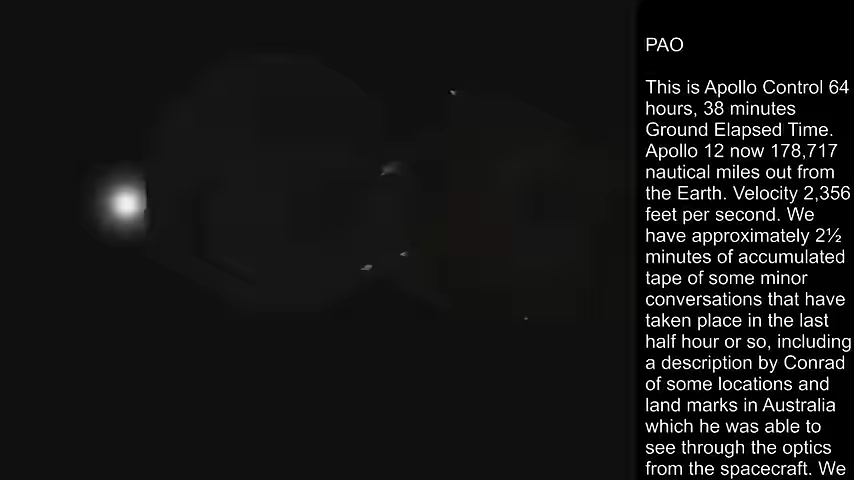 PAO
This is Apollo Control 64
hours, 38 minutes
Ground Elapsed Time.
Apollo 12 now 178,717
nautical miles out from
the Earth. Velocity 2,356
feet per second. We
have approximately 2½
minutes of accumulated
tape of some minor
conversations that have
taken place in the last
half hour or so, including
a description by Conrad
of some locations and
land marks in Australia
which he was able to
see through the optics
from the spacecraft. We